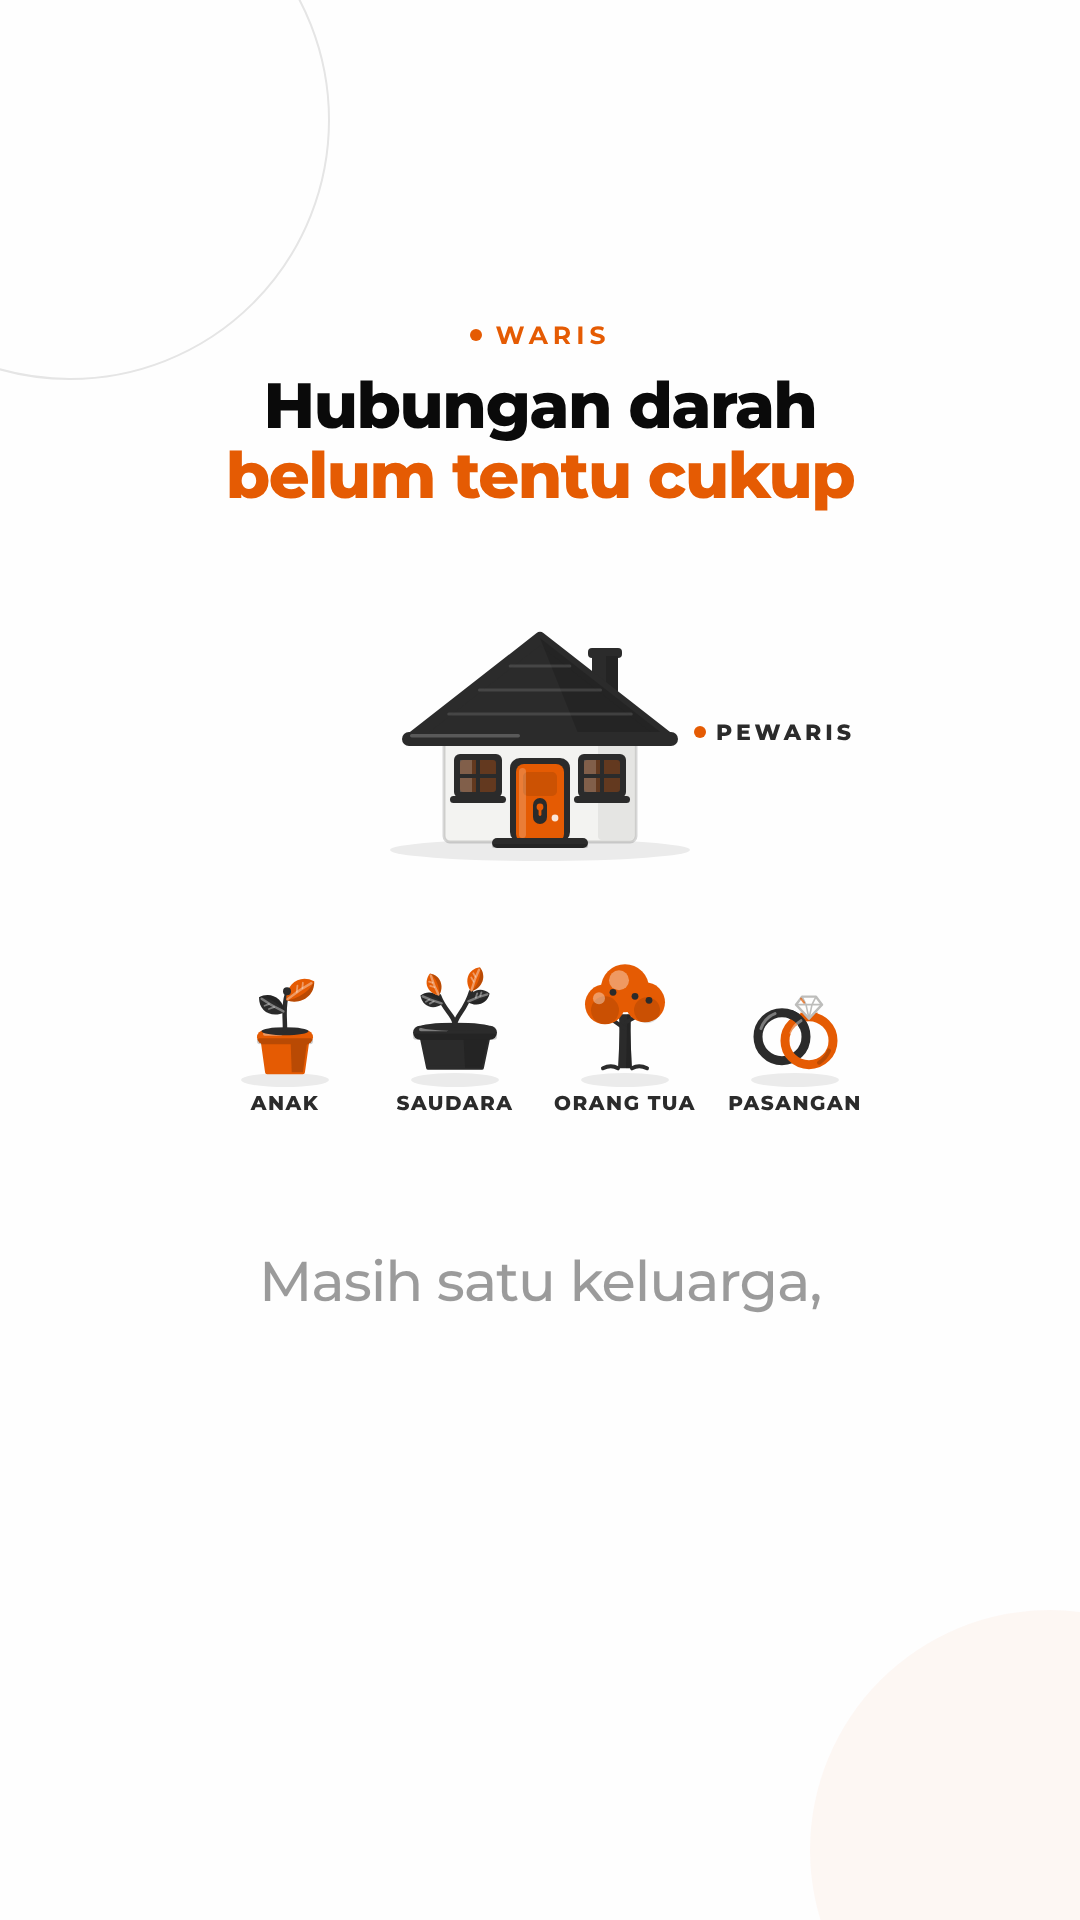 WARIS
Hubungan darah
belum tentu cukup
PEWARIS
ANAK
SAUDARA
ORANG TUA
PASANGAN
Masih satu keluarga,